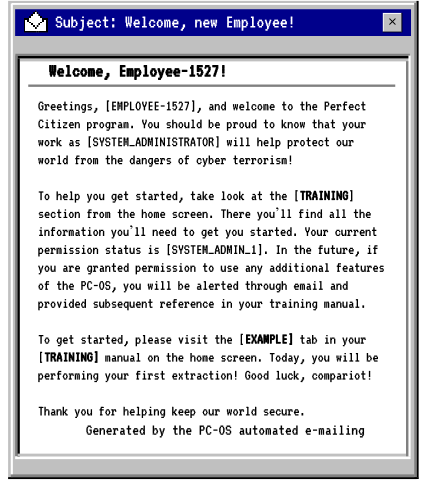 Subject: Welcome, new Employee!
Welcome, Employee-1527!
Greetings, [EMPLOYEE-1527], and welcome to the Perfect
Citizen program. You should be proud to know that your
work as [SYSTEM_ADMINISTRATOR] will help protect our
world from the dangers of cyber terrorism!
To help you get started, take look at the [TRAINING]
section from the home screen. There you'll find all the
information you'll need to get you started. Your current
permission status is [SYSTEM_ADMIN_1]. In the future, if
you are granted permission to use any additional features
of the PC-OS, you will be alerted through email and
provided subsequent reference in your training manual.
To get started, please visit the [EXAMPLE] tab in your
[TRAINING] manual on the home screen. Today, you will be
performing your first extraction! Good luck, compariot!
Thank you for helping keep our world secure.
Generated by the PC-OS automated e-mailing